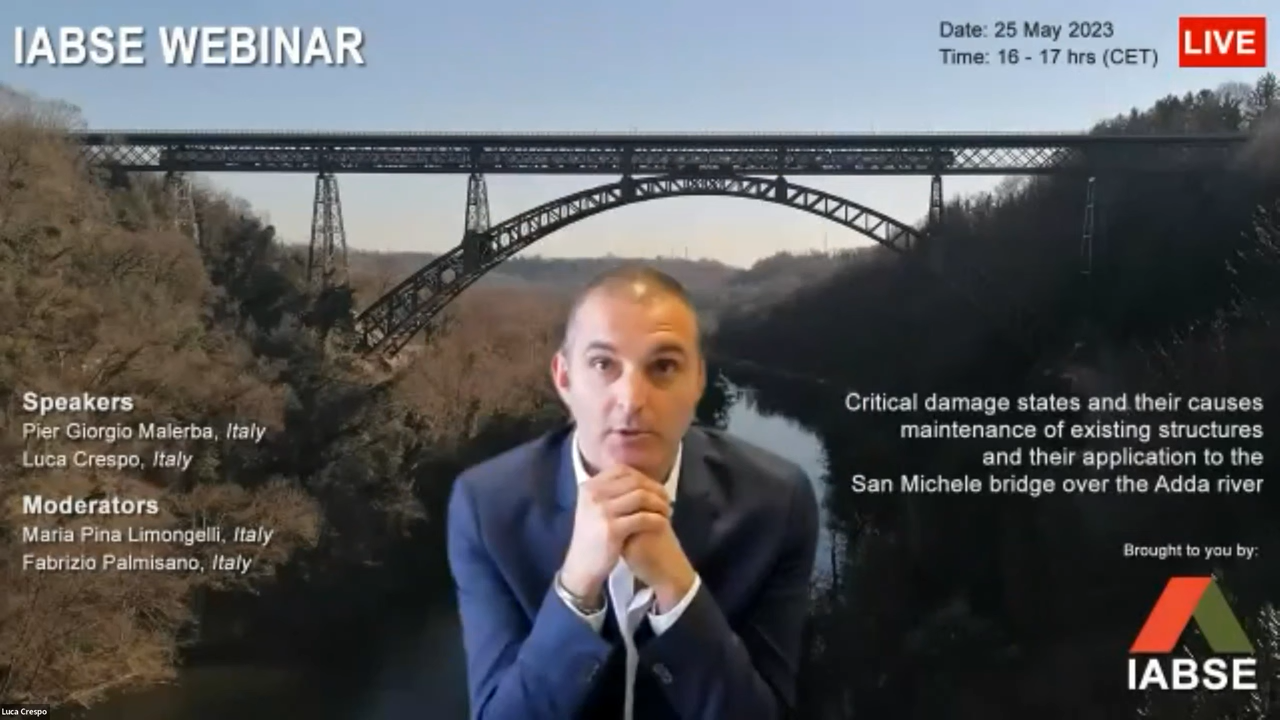 IABSE WEBINAR
Date: 25 May 2023
Time: 16 - 17 hrs (CET)
LIVE
Speakers
Pier Giorgio Malerba, Italy
Luca Crespo, Italy
Moderators
Maria Pina Limongelli, Italy
Fabrizio Palmisano, Italy
Critical damage states and their causes
maintenance of existing structures
and their application to the
San Michele bridge over the Adda river
Brought to you by:
IABSE
Luca Crespo